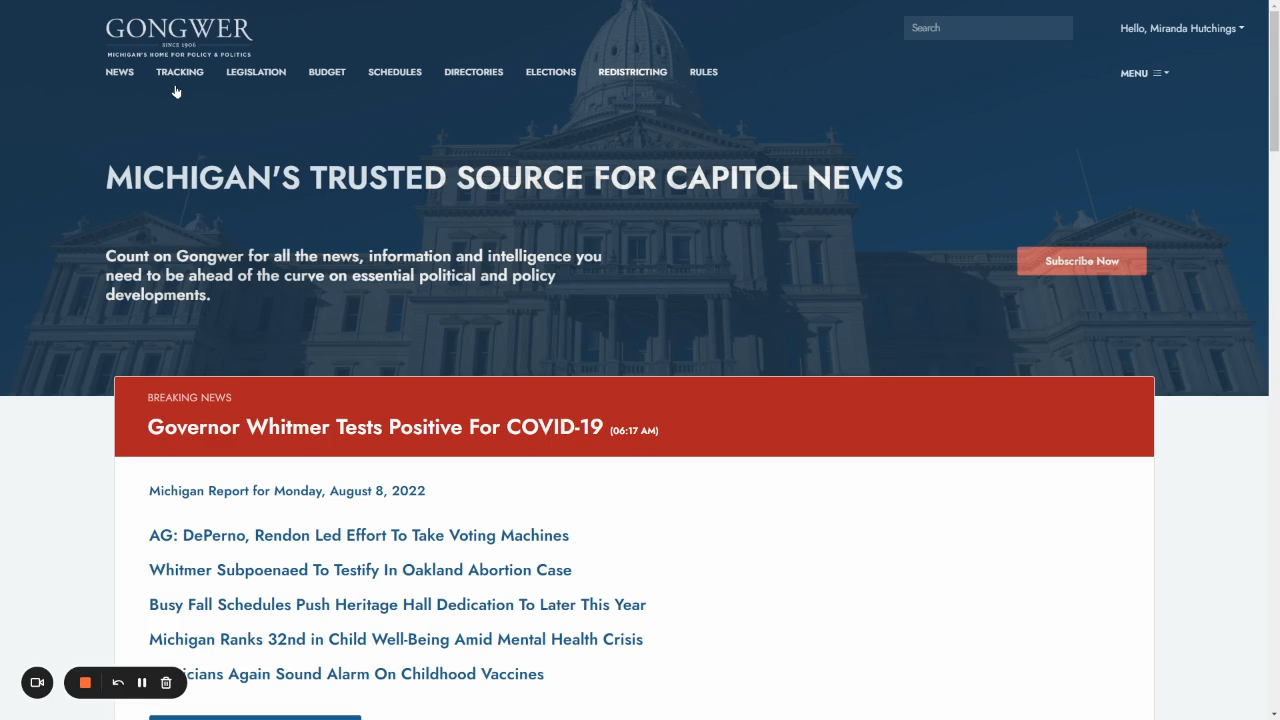 GONGWER
SINCE 1906
MICHIGAN'S HOME FOR POLICY & POLITICS
Search
Hello, Miranda Hutchings
NEWS TRACKING LEGISLATION BUDGET SCHEDULES DIRECTORIES ELECTIONS REDISTRICTING RULES
MENU
MICHIGAN'S TRUSTED SOURCE FOR CAPITOL NEWS
Count on Gongwer for all the news, information and intelligence you
need to be ahead of the curve on essential political and policy
developments.
Subscribe Now
BREAKING NEWS
Governor Whitmer Tests Positive For COVID-19 (06:17 AM)
Michigan Report for Monday, August 8, 2022
AG: DePerno, Rendon Led Effort To Take Voting Machines
Whitmer Subpoenaed To Testify In Oakland Abortion Case
Busy Fall Schedules Push Heritage Hall Dedication To Later This Year
Michigan Ranks 32nd in Child Well-Being Amid Mental Health Crisis
Again Sound Alarm On Childhood Vaccines